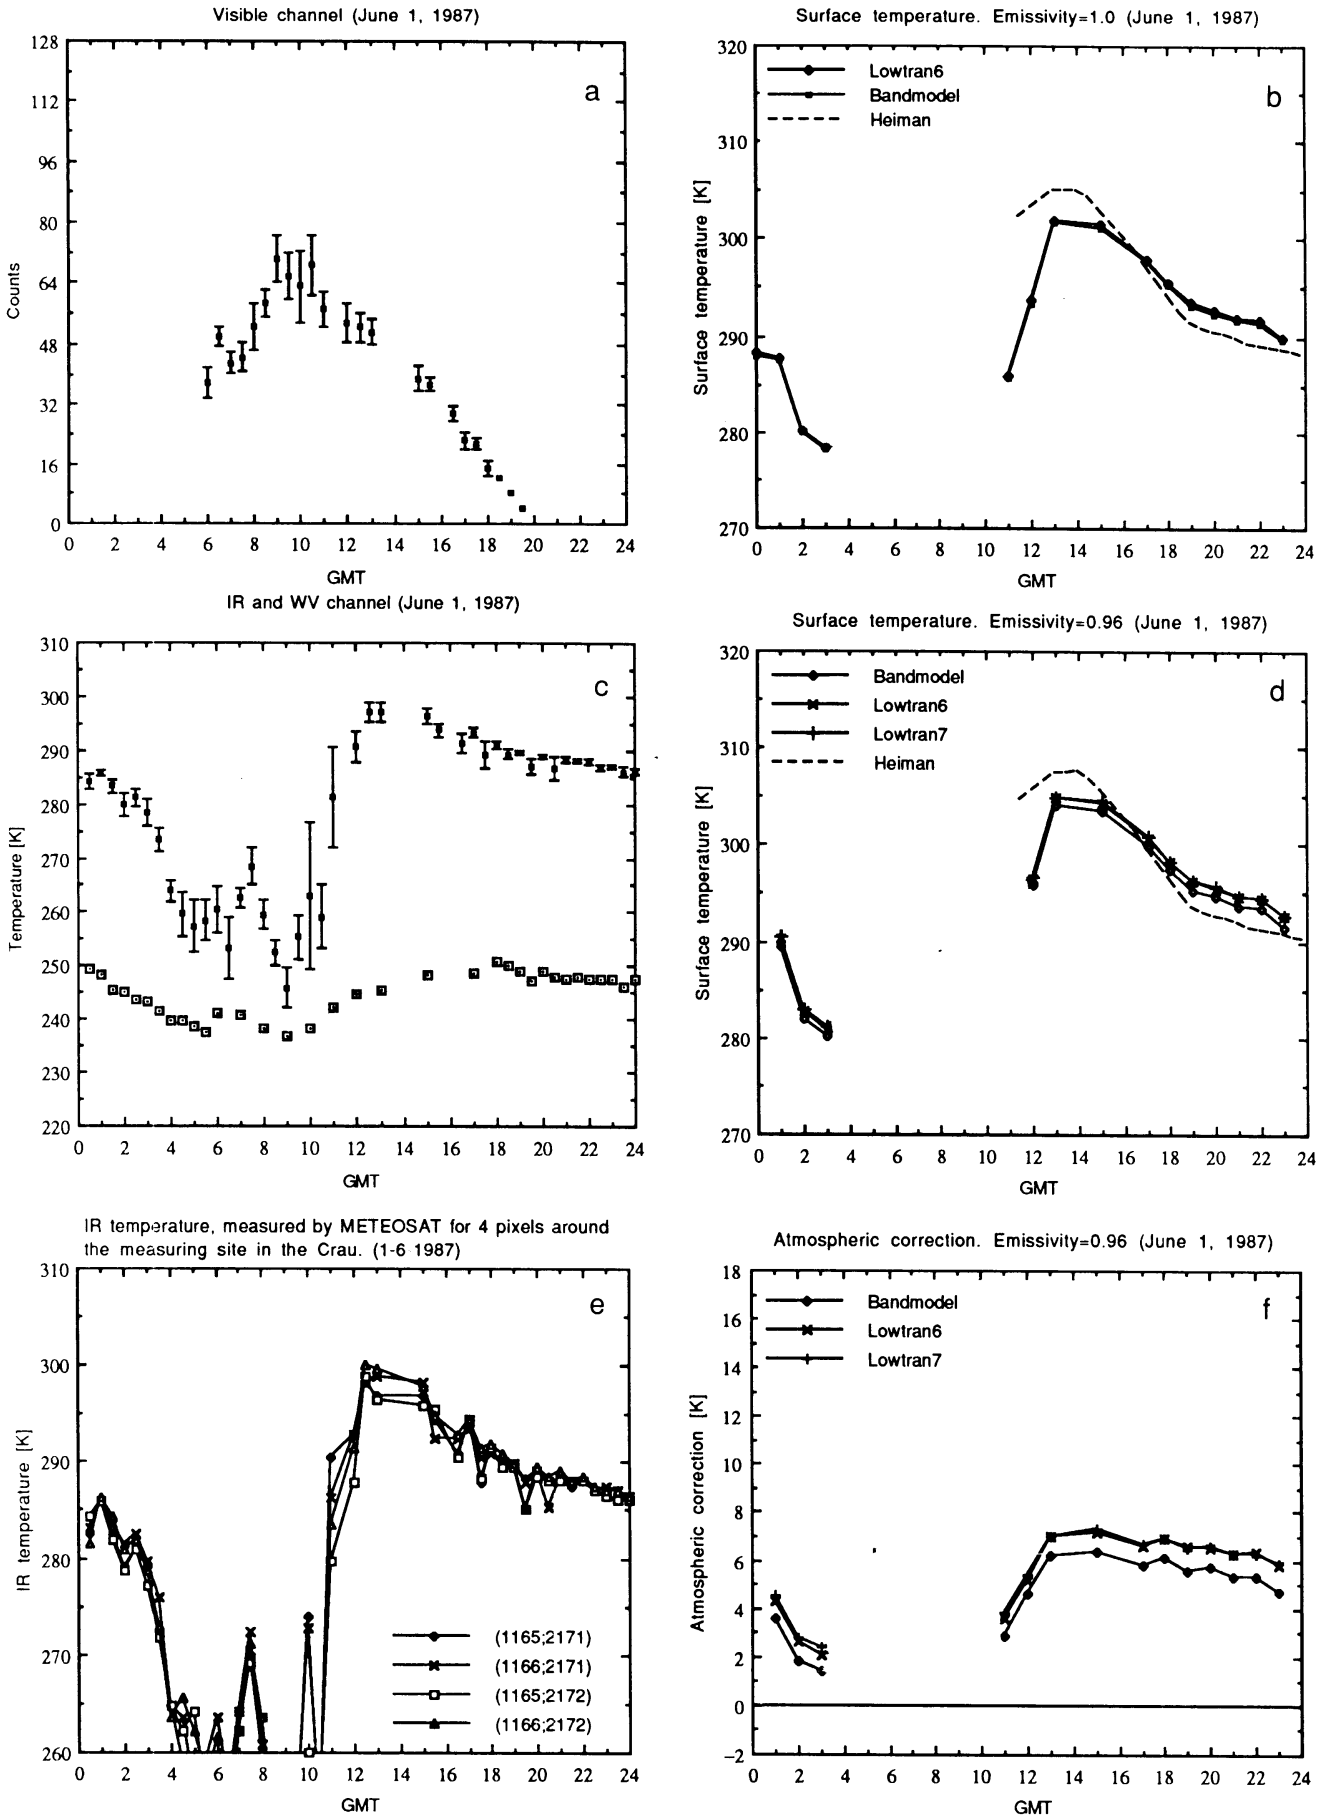 Visible channel (June 1, 1987)
a
128
112
96
80
64
48
32
16
0
Counts
0 2 4 6 8 10 12 14 16 18 20 22 24
GMT
Surface temperature. Emissivity=1.0 (June 1, 1987)
b
Lowtran6
Bandmodel
Heiman
320
310
300
290
280
270
Surface temperature [K]
0 2 4 6 8 10 12 14 16 18 20 22 24
GMT
IR and WV channel (June 1, 1987)
c
310
300
290
280
270
260
250
240
230
220
Temperature [K]
0 2 4 6 8 10 12 14 16 18 20 22 24
GMT
Surface temperature. Emissivity=0.96 (June 1, 1987)
d
Bandmodel
Lowtran6
Lowtran7
Heiman
320
310
300
290
280
270
Surface temperature [K]
0 2 4 6 8 10 12 14 16 18 20 22 24
GMT
IR temperature, measured by METEOSAT for 4 pixels around
the measuring site in the Crau. (1-6 1987)
e
310
300
290
280
270
260
IR temperature [K]
(1165;2171)
(1166;2171)
(1165;2172)
(1166;2172)
0 2 4 6 8 10 12 14 16 18 20 22 24
GMT
Atmospheric correction. Emissivity=0.96 (June 1, 1987)
f
Bandmodel
Lowtran6
Lowtran7
18
16
14
12
10
8
6
4
2
0
−2
Atmospheric correction [K]
0 2 4 6 8 10 12 14 16 18 20 22 24
GMT